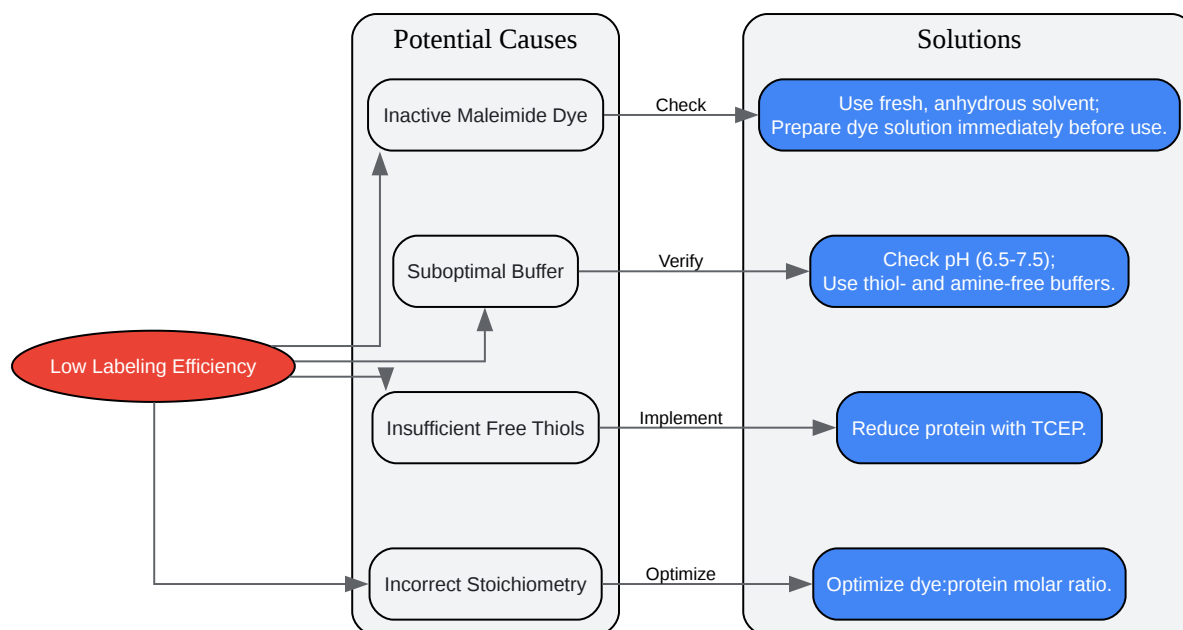 Potential Causes
Solutions
Inactive Maleimide Dye
Check
Use fresh, anhydrous solvent;
Prepare dye solution immediately before use.
Suboptimal Buffer
Verify
Check pH (6.5-7.5);
Use thiol- and amine-free buffers.
Low Labeling Efficiency
Insufficient Free Thiols
Implement
Reduce protein with TCEP.
Incorrect Stoichiometry
Optimize
Optimize dye:protein molar ratio.